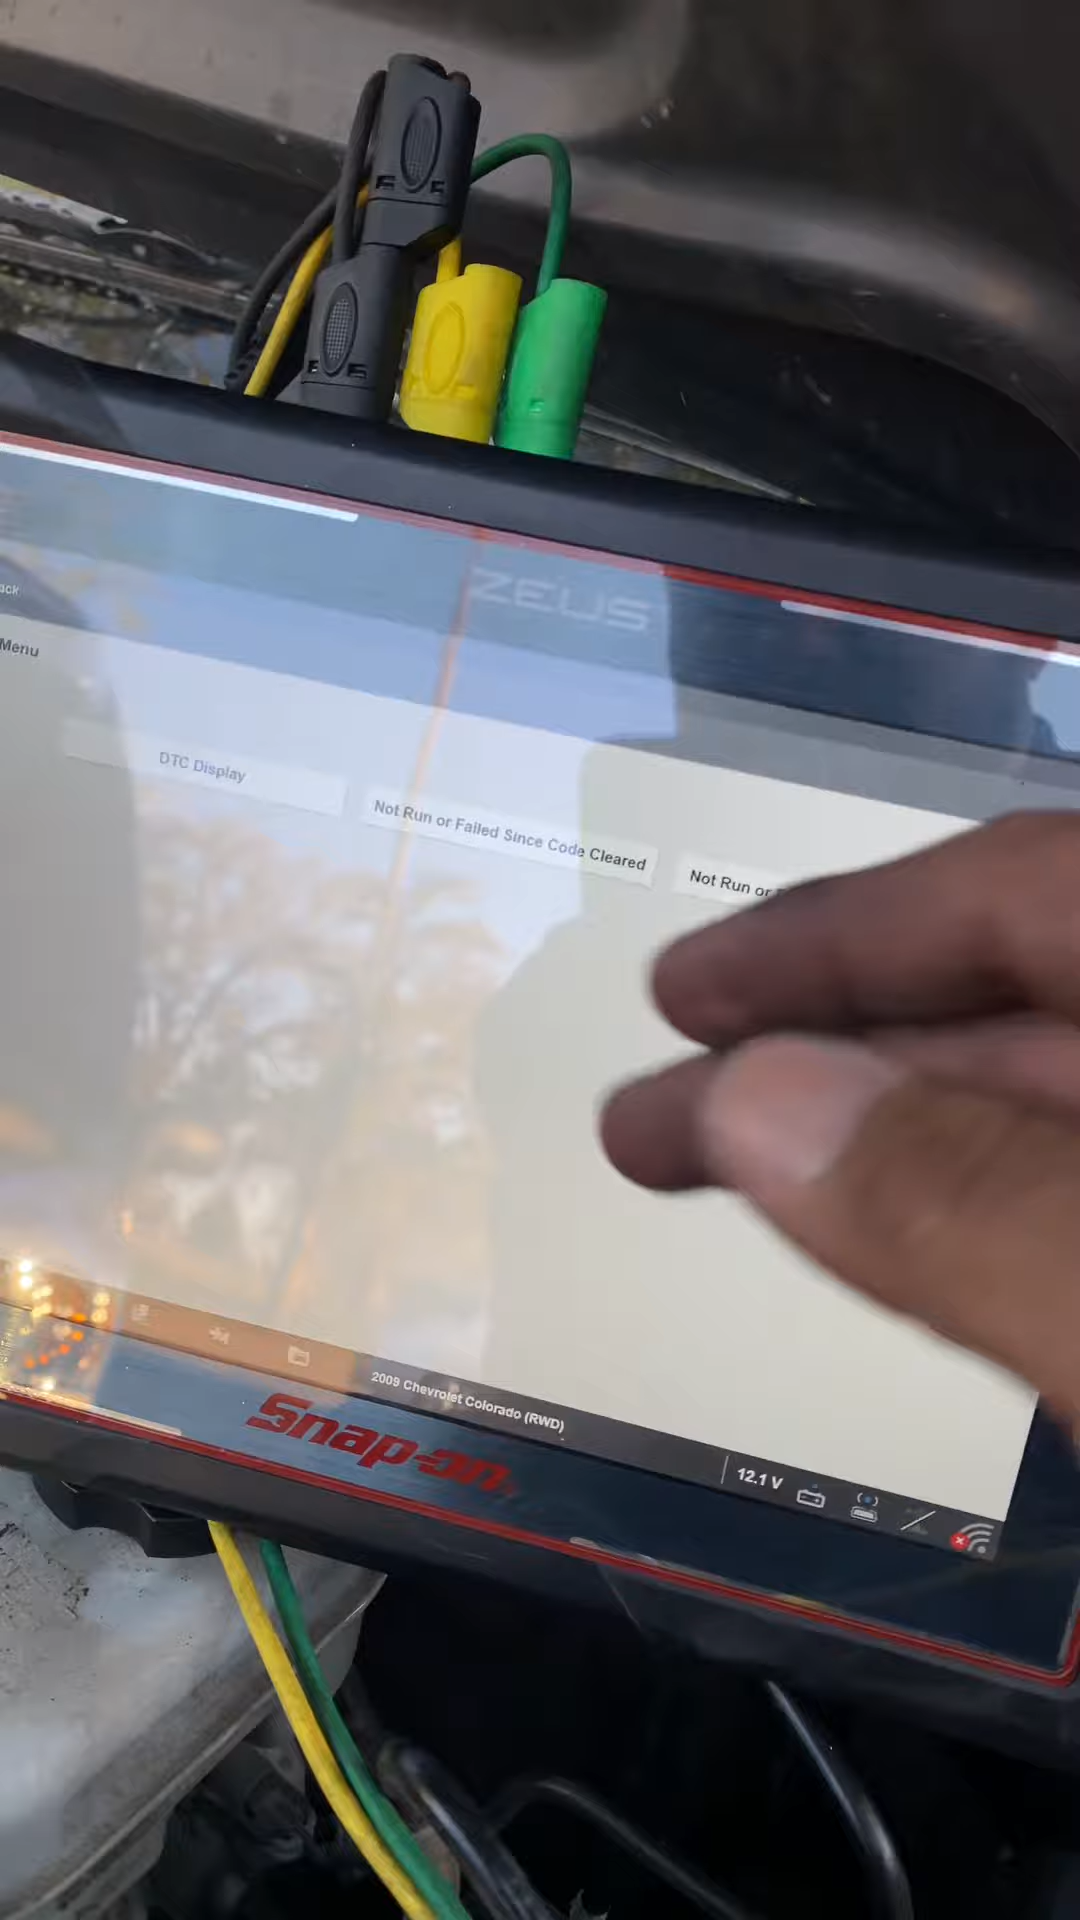 ZEUS
ack
Menu
DTC Display
Not Run or Failed Since Code Cleared
Not Run or
2009 Chevrolet Colorado (RWD)
Snap-on
12.1 V